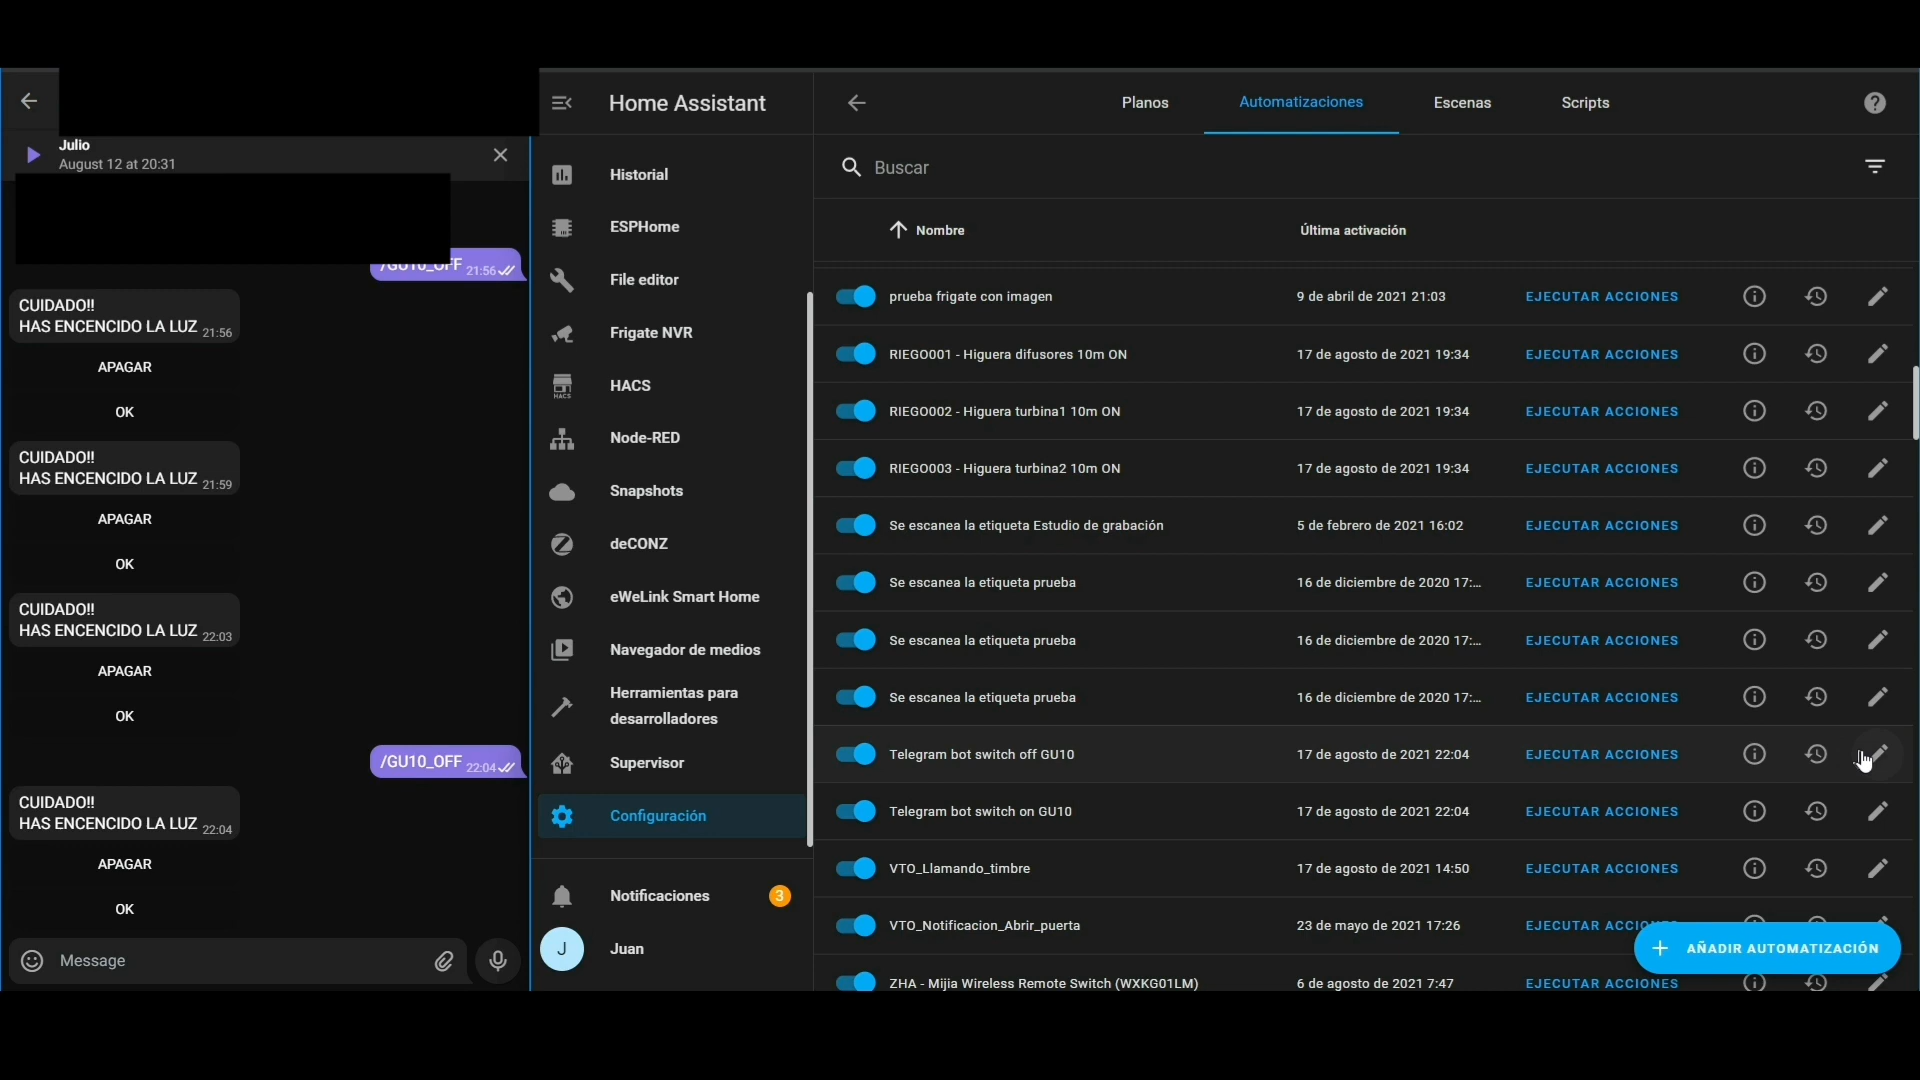 Julio
August 12 at 20:31
/GU10_OFF 21:56
CUIDADO!!
HAS ENCENCIDO LA LUZ 21:56
APAGAR
OK
CUIDADO!!
HAS ENCENCIDO LA LUZ 21:59
APAGAR
OK
CUIDADO!!
HAS ENCENCIDO LA LUZ 22:03
APAGAR
OK
/GU10_OFF 22:04
CUIDADO!!
HAS ENCENCIDO LA LUZ 22:04
APAGAR
OK
Message
Home Assistant
Historial
ESPHome
File editor
Frigate NVR
HACS
HACS
Node-RED
Snapshots
deCONZ
eWeLink Smart Home
Navegador de medios
Herramientas para
desarrolladores
Supervisor
Configuración
Notificaciones 3
J Juan
Planos Automatizaciones Escenas Scripts
Buscar
Nombre Última activación
prueba frigate con imagen 9 de abril de 2021 21:03 EJECUTAR ACCIONES
RIEGO001 - Higuera difusores 10m ON 17 de agosto de 2021 19:34 EJECUTAR ACCIONES
RIEGO002 - Higuera turbina1 10m ON 17 de agosto de 2021 19:34 EJECUTAR ACCIONES
RIEGO003 - Higuera turbina2 10m ON 17 de agosto de 2021 19:34 EJECUTAR ACCIONES
Se escanea la etiqueta Estudio de grabación 5 de febrero de 2021 16:02 EJECUTAR ACCIONES
Se escanea la etiqueta prueba 16 de diciembre de 2020 17:... EJECUTAR ACCIONES
Se escanea la etiqueta prueba 16 de diciembre de 2020 17:... EJECUTAR ACCIONES
Se escanea la etiqueta prueba 16 de diciembre de 2020 17:... EJECUTAR ACCIONES
Telegram bot switch off GU10 17 de agosto de 2021 22:04 EJECUTAR ACCIONES
Telegram bot switch on GU10 17 de agosto de 2021 22:04 EJECUTAR ACCIONES
VTO_Llamando_timbre 17 de agosto de 2021 14:50 EJECUTAR ACCIONES
VTO_Notificacion_Abrir_puerta 23 de mayo de 2021 17:26 EJECUTAR ACCIONES
+ AÑADIR AUTOMATIZACIÓN
ZHA - Mijia Wireless Remote Switch (WXKG01LM) 6 de agosto de 2021 7:47 EJECUTAR ACCIONES